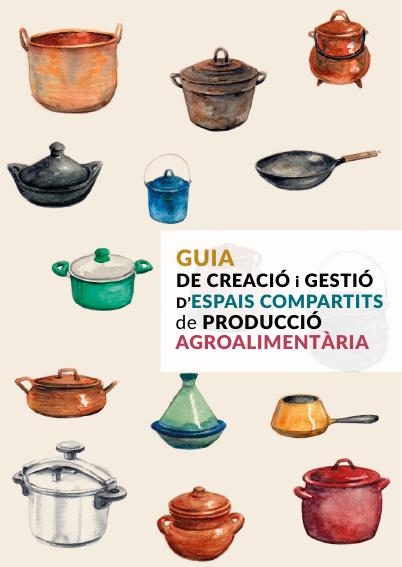 GUIA
DE CREACIÓ i GESTIÓ
D'ESPAIS COMPARTITS
de PRODUCCIÓ
AGROALIMENTÀRIA